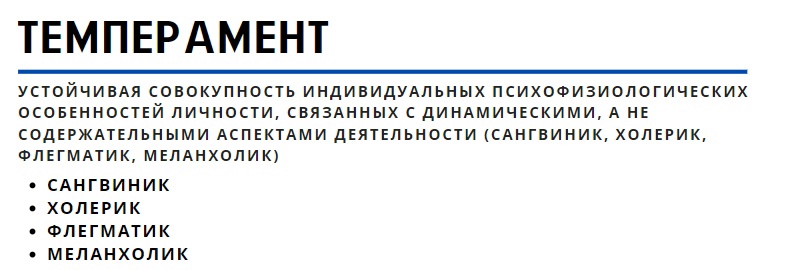 ТЕМПЕРАМЕНТ
УСТОЙЧИВАЯ СОВОКУПНОСТЬ ИНДИВИДУАЛЬНЫХ ПСИХОФИЗИОЛОГИЧЕСКИХ
ОСОБЕННОСТЕЙ ЛИЧНОСТИ, СВЯЗАННЫХ С ДИНАМИЧЕСКИМИ, А НЕ
СОДЕРЖАТЕЛЬНЫМИ АСПЕКТАМИ ДЕЯТЕЛЬНОСТИ (САНГВИНИК, ХОЛЕРИК,
ФЛЕГМАТИК, МЕЛАНХОЛИК)
• САНГВИНИК
• ХОЛЕРИК
• ФЛЕГМАТИК
• МЕЛАНХОЛИК